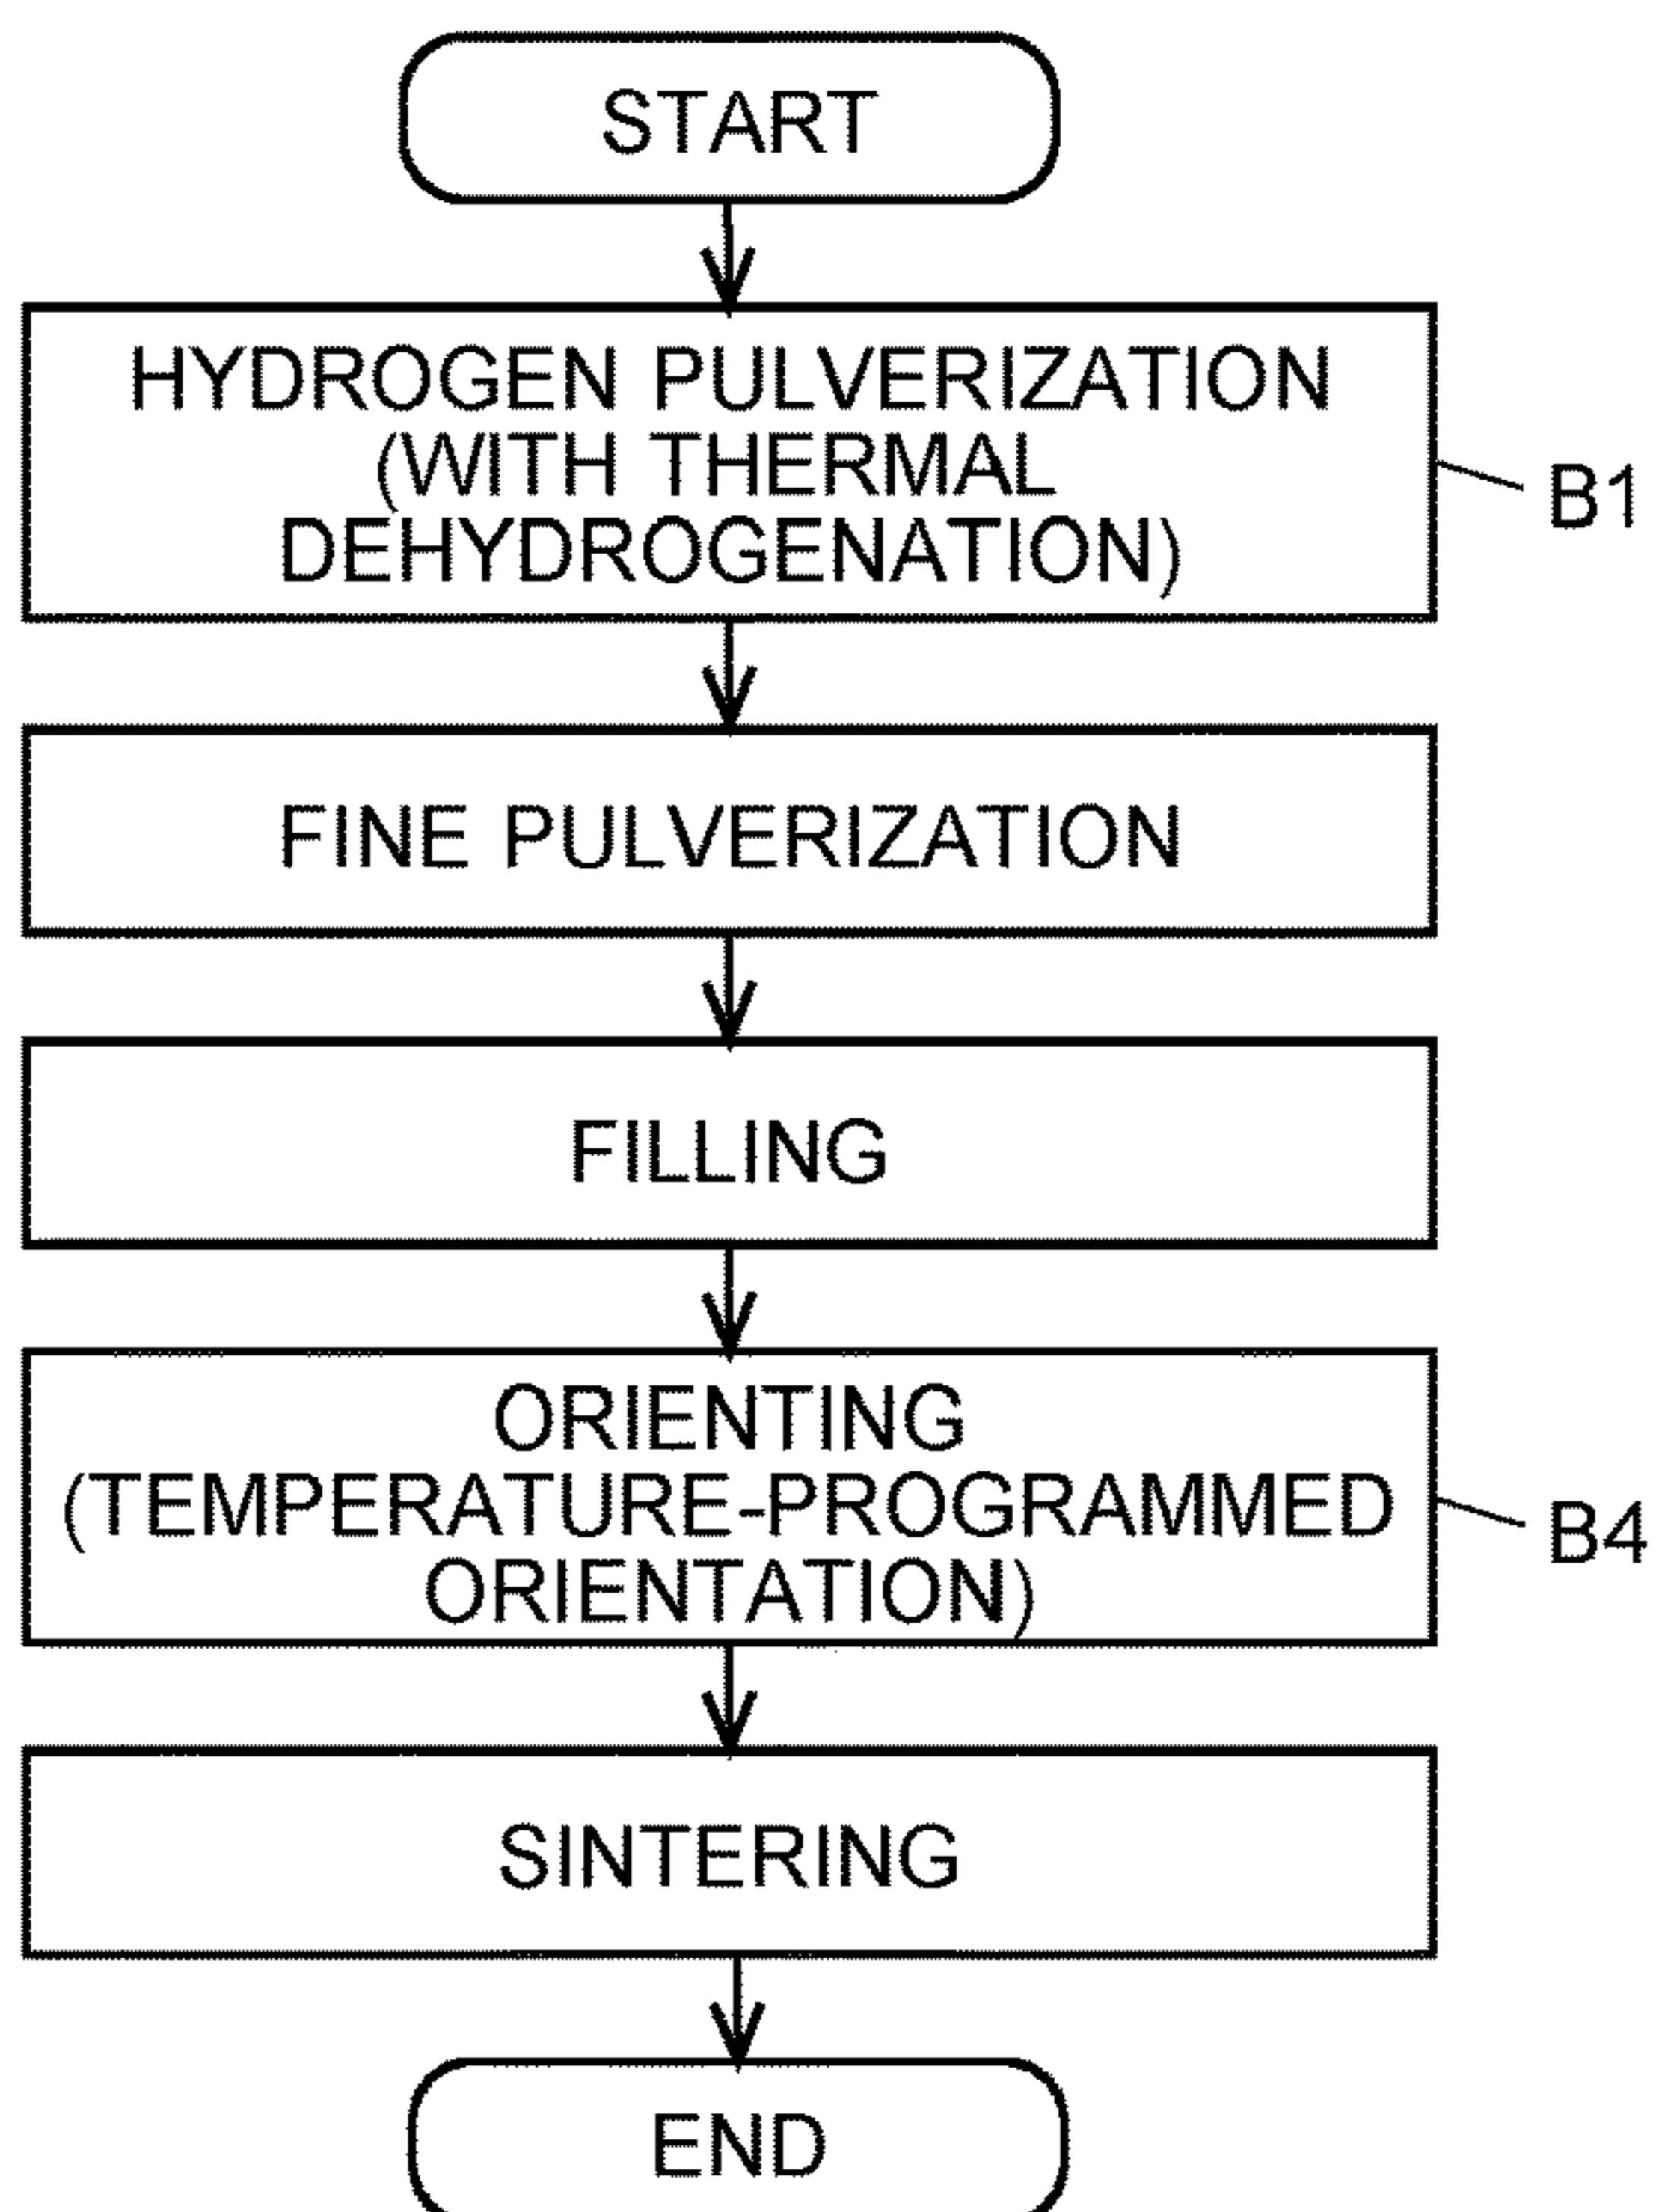 START
HYDROGEN PULVERIZATION
(WITH THERMAL
DEHYDROGENATION)
B1
FINE PULVERIZATION
FILLING
ORIENTING
(TEMPERATURE-PROGRAMMED
ORIENTATION)
B4
SINTERING
END